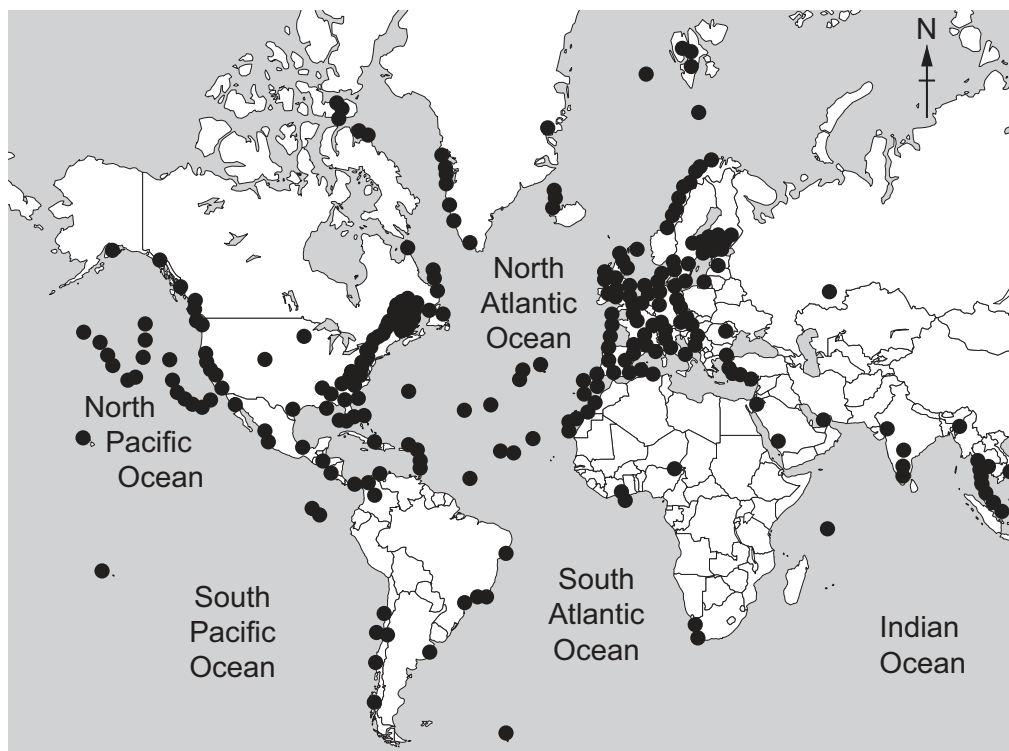 N
North
Atlantic
Ocean
North
Pacific
Ocean
South
Pacific
Ocean
South
Atlantic
Ocean
Indian
Ocean